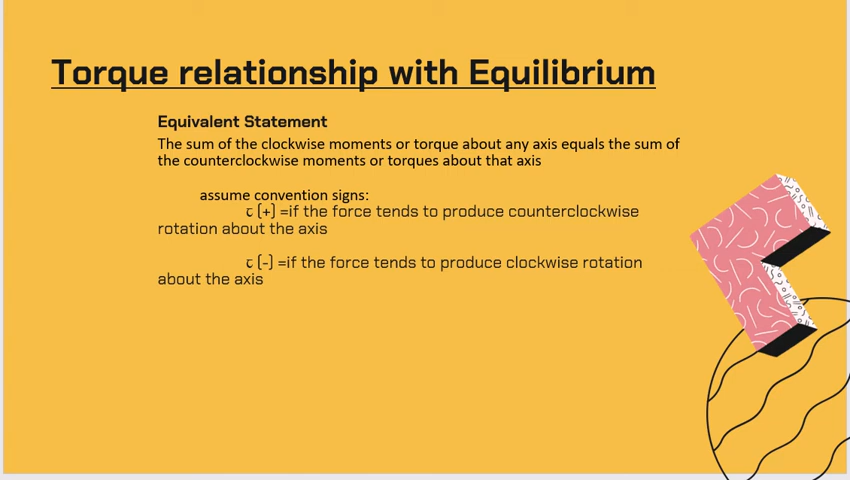 Torque relationship with Equilibrium
Equivalent Statement
The sum of the clockwise moments or torque about any axis equals the sum of
the counterclockwise moments or torques about that axis
assume convention signs:
τ (+) =if the force tends to produce counterclockwise
rotation about the axis
τ (-) =if the force tends to produce clockwise rotation
about the axis